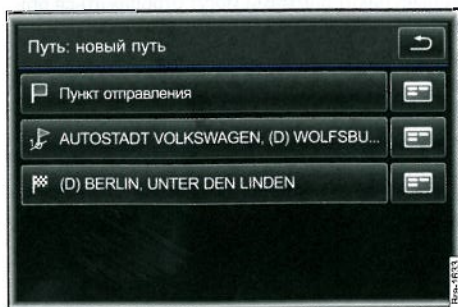 Путь: новый путь
Пункт отправления
AUTOSTADT VOLKSWAGEN, (D) WOLFSBU...
(D) BERLIN, UNTER DEN LINDEN